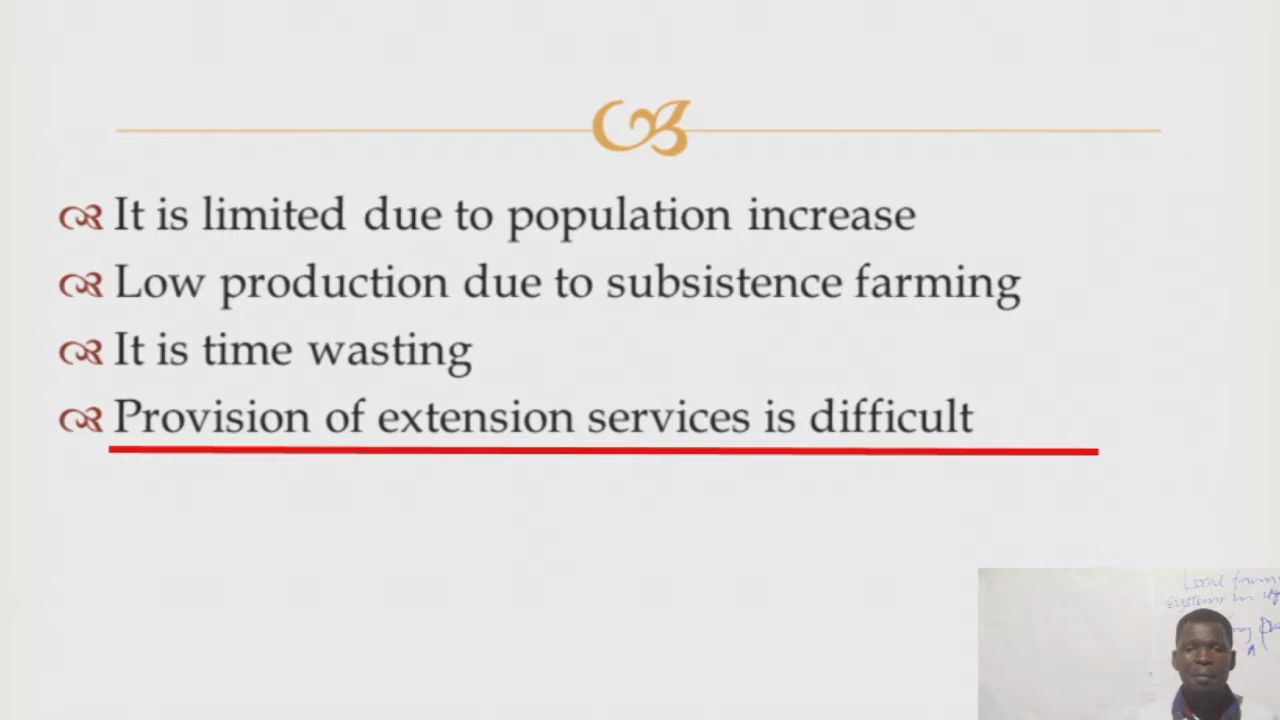 It is limited due to population increase
Low production due to subsistence farming
It is time wasting
Provision of extension services is difficult
Local